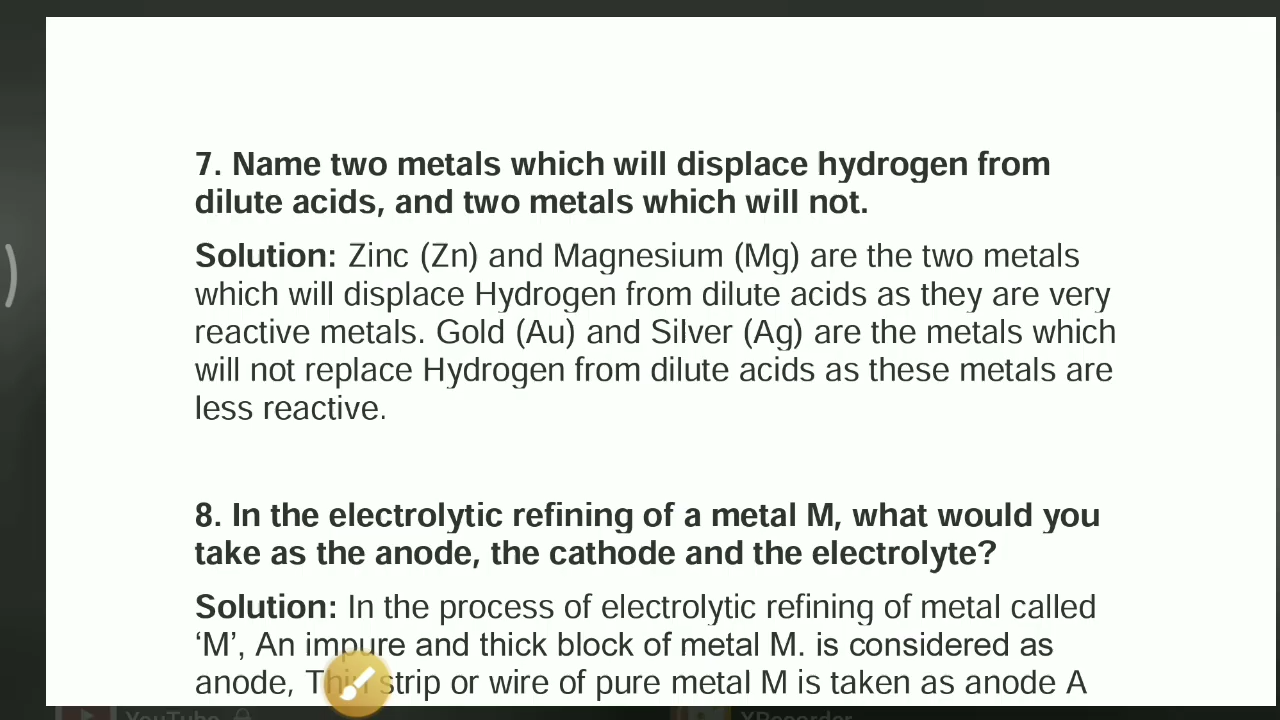 7. Name two metals which will displace hydrogen from
dilute acids, and two metals which will not.
Solution: Zinc (Zn) and Magnesium (Mg) are the two metals
which will displace Hydrogen from dilute acids as they are very
reactive metals. Gold (Au) and Silver (Ag) are the metals which
will not replace Hydrogen from dilute acids as these metals are
less reactive.
8. In the electrolytic refining of a metal M, what would you
take as the anode, the cathode and the electrolyte?
Solution: In the process of electrolytic refining of metal called
‘M’, An impure and thick block of metal M. is considered as
anode, Thin strip or wire of pure metal M is taken as anode A
YouTube
XRecorder